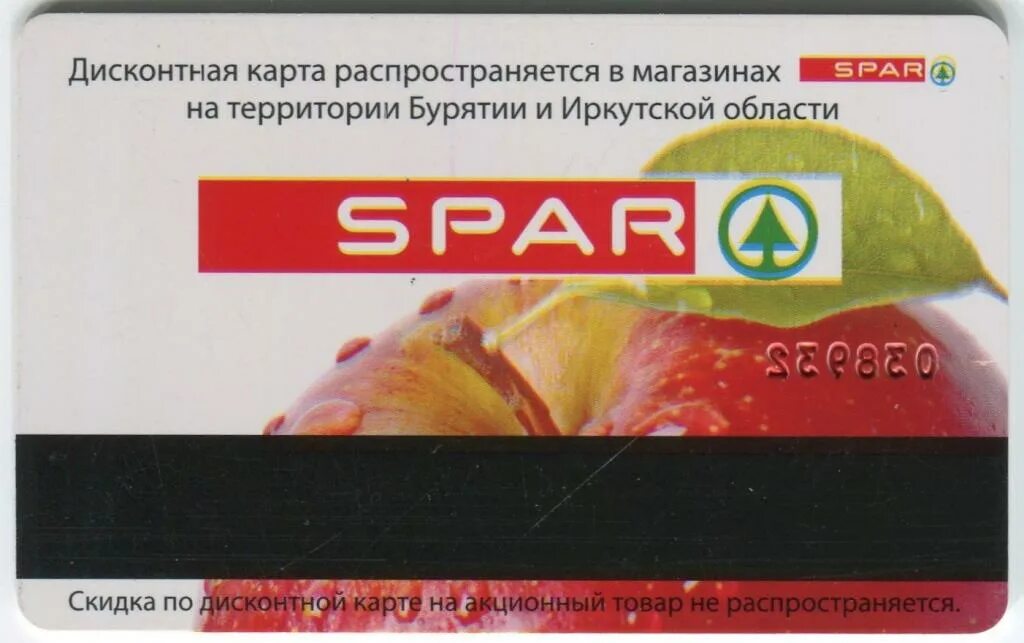 Дисконтная карта распространяется в магазинах SPAR
на территории Бурятии и Иркутской области
SPAR
038932
Скидка по дисконтной карте на акционный товар не распространяется.